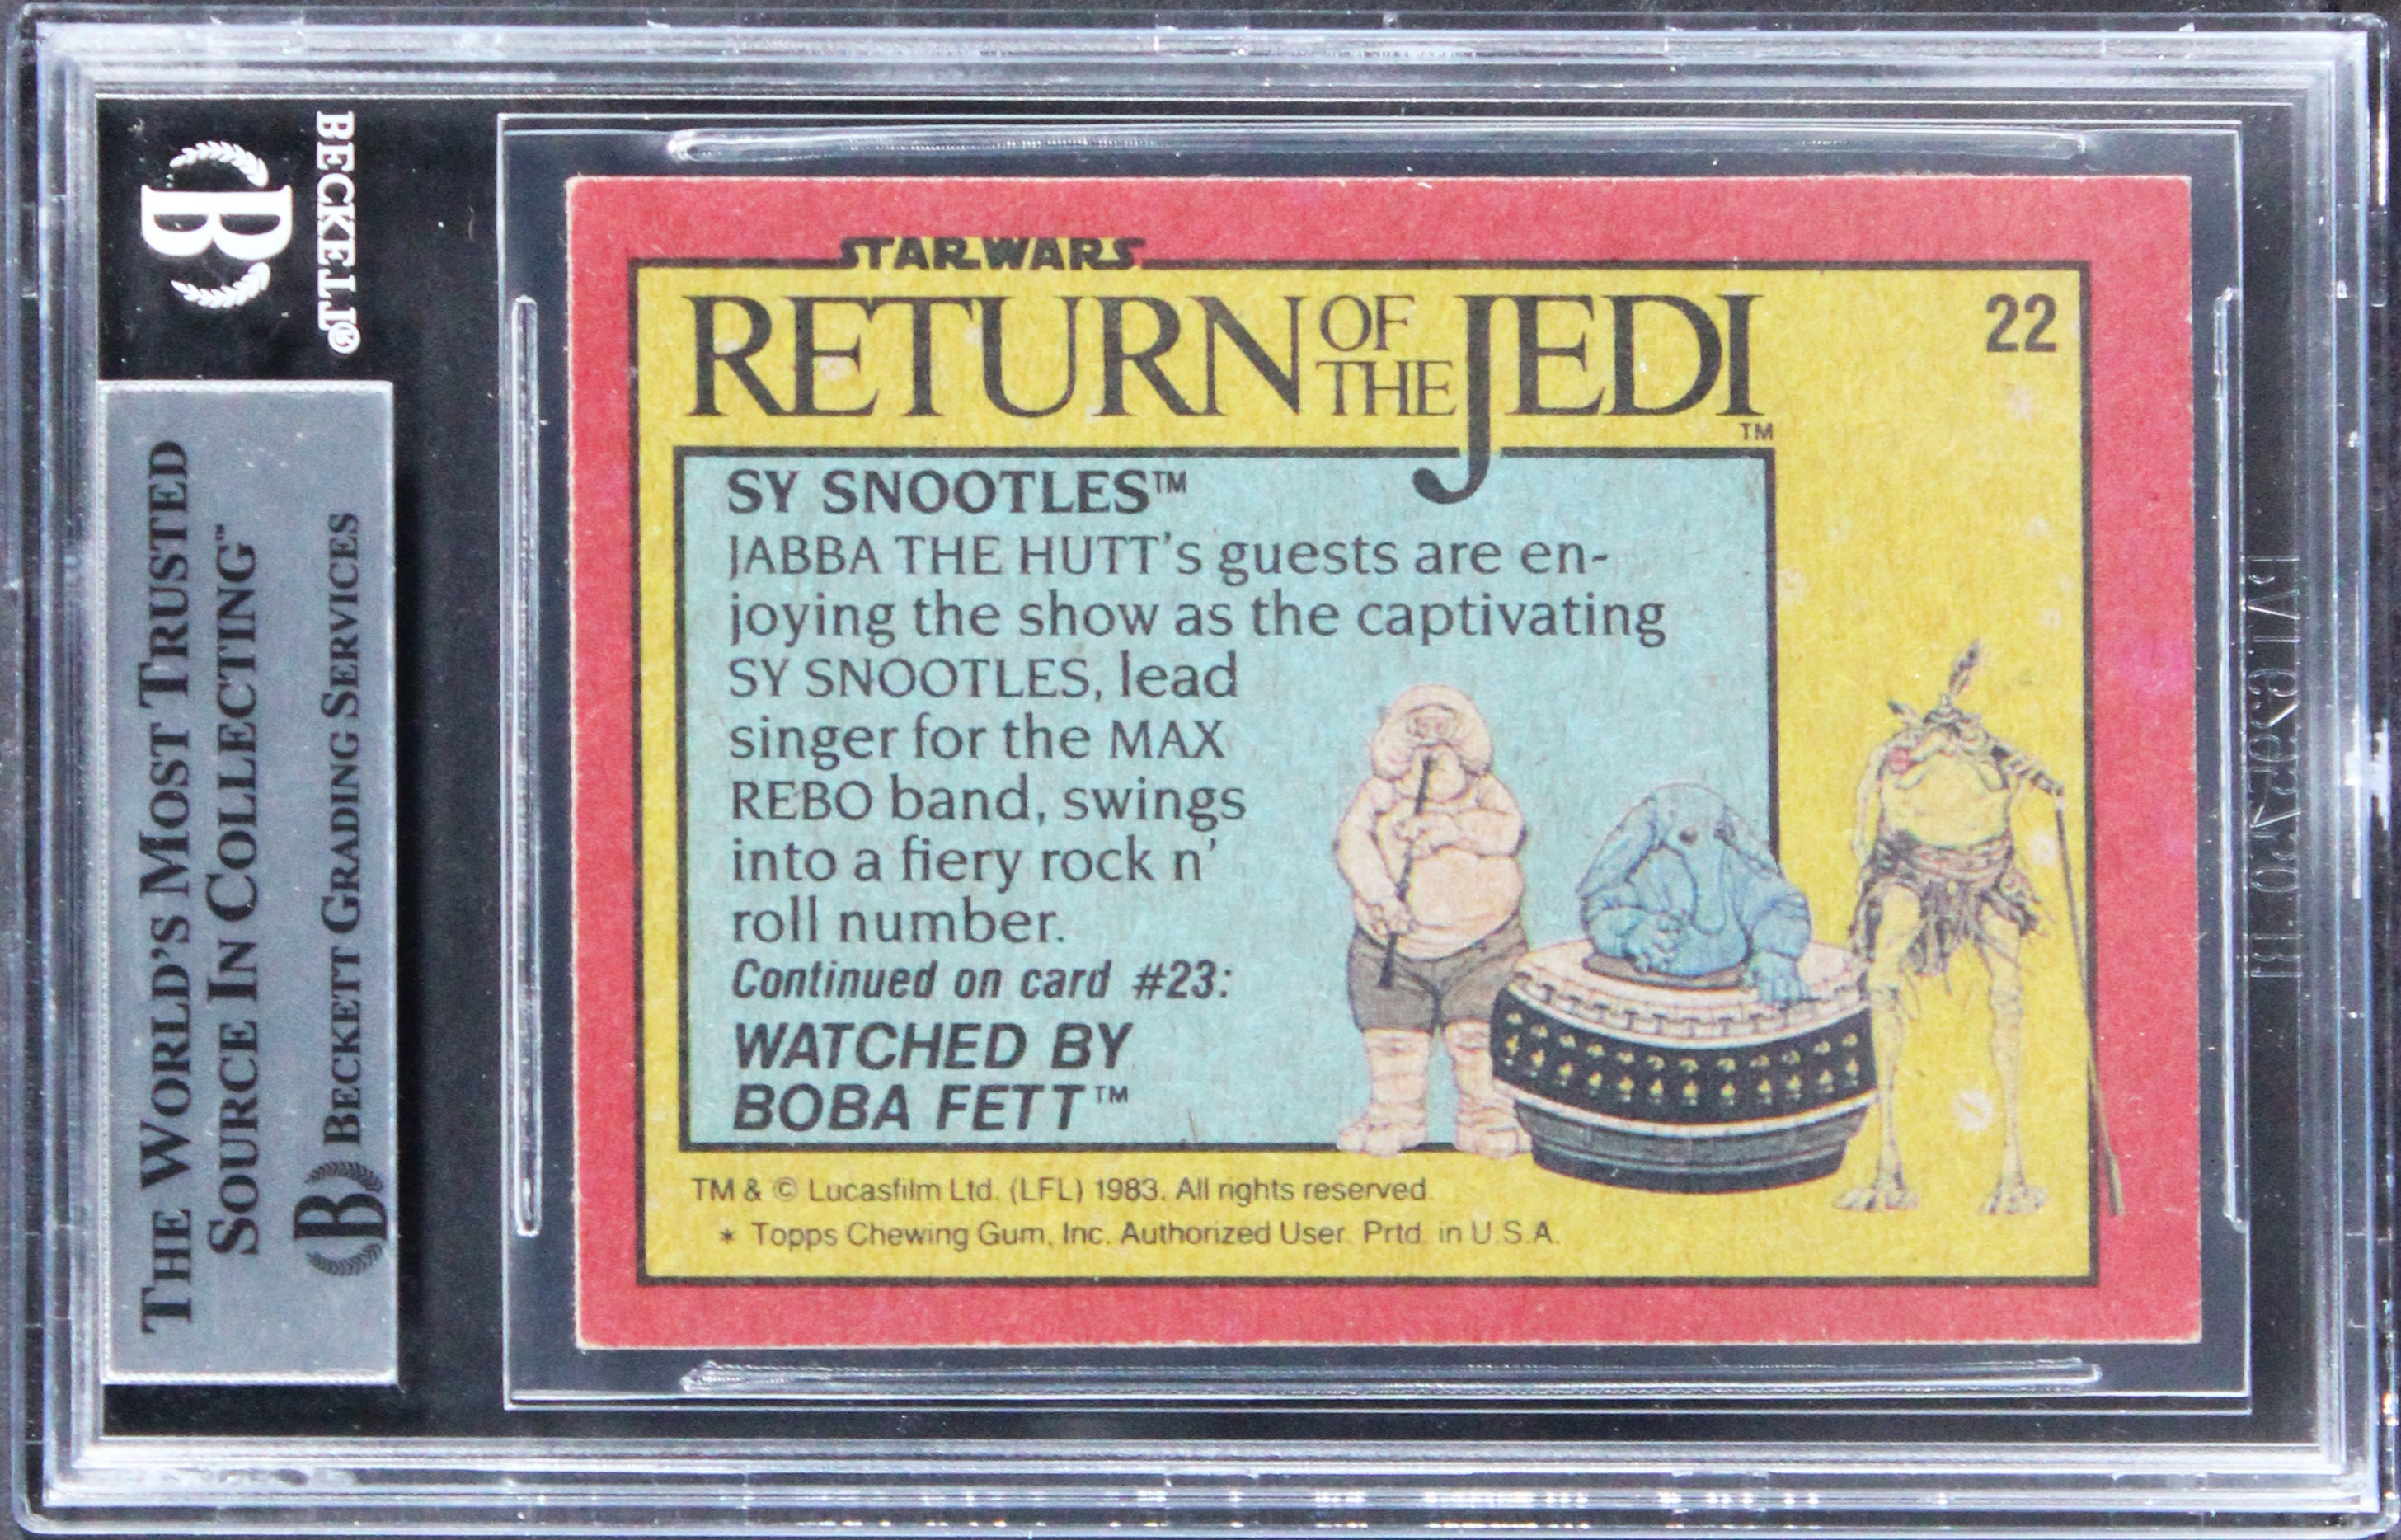 BECKETT®
B
THE WORLD'S MOST TRUSTED
SOURCE IN COLLECTING™
B BECKETT GRADING SERVICES
STAR WARS
RETURN OF THE JEDI™
22
SY SNOOTLES™
JABBA THE HUTT's guests are en-
joying the show as the captivating
SY SNOOTLES, lead
singer for the MAX
REBO band, swings
into a fiery rock n'
roll number.
Continued on card #23:
WATCHED BY
BOBA FETT™
TM & © Lucasfilm Ltd. (LFL) 1983. All rights reserved.
* Topps Chewing Gum, Inc. Authorized User. Prtd. in U.S.A.